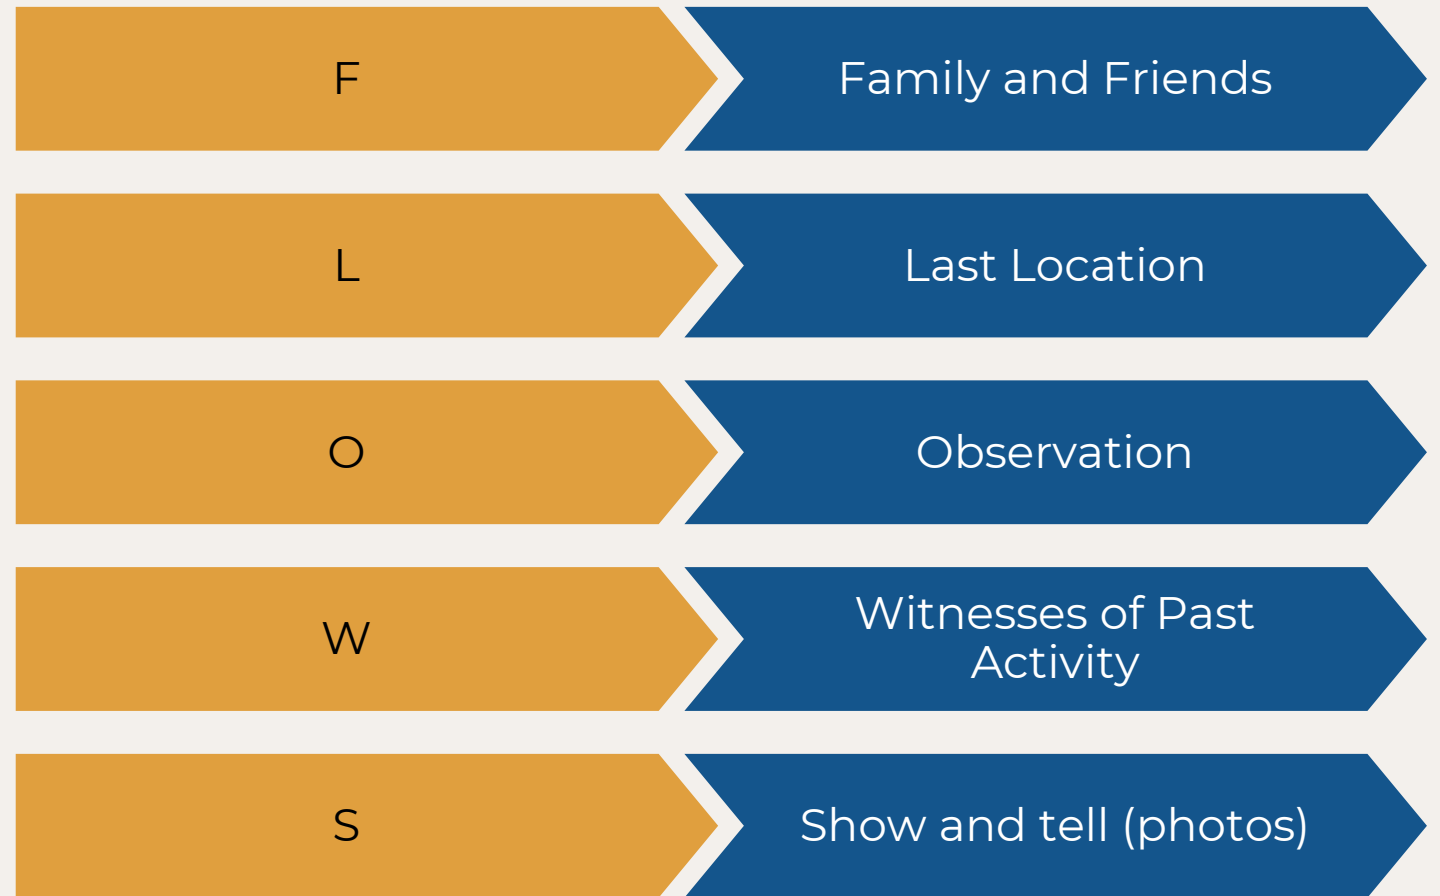 F
Family and Friends
L
Last Location
O
Observation
W
Witnesses of Past
Activity
S
Show and tell (photos)